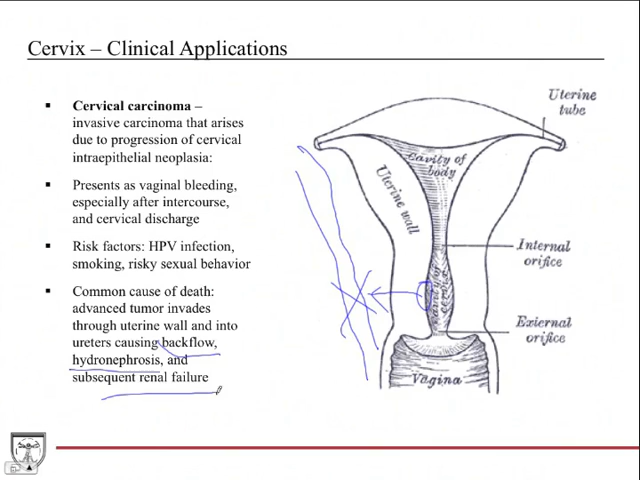 Cervix – Clinical Applications
▪ Cervical carcinoma –
invasive carcinoma that arises
due to progression of cervical
intraepithelial neoplasia:
▪ Presents as vaginal bleeding,
especially after intercourse,
and cervical discharge
▪ Risk factors: HPV infection,
smoking, risky sexual behavior
▪ Common cause of death:
advanced tumor invades
through uterine wall and into
ureters causing backflow,
hydronephrosis, and
subsequent renal failure
Uterine
tube
Cavity of
body
Uterine wall
Internal
orifice
Cavity of
cervix
External
orifice
Vagina